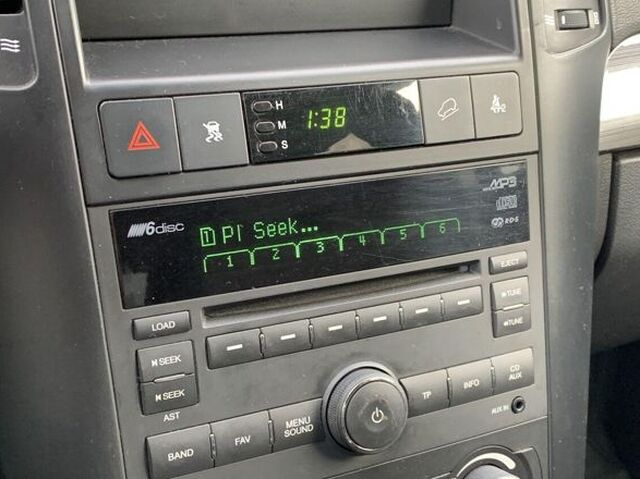 H
M
S
1:38
6disc
MP3
RDS
1 PI Seek...
1 2 3 4 5 6
EJECT
LOAD
SEEK
SEEK
AST
TUNE
TUNE
BAND
FAV
MENU
SOUND
TP
INFO
CD
AUX
AUX IN